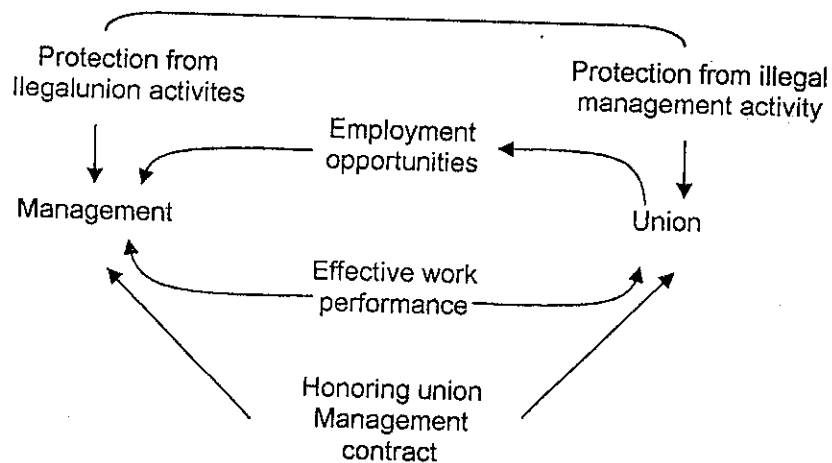 Protection from
Ilegalunion activites
Protection from illegal
management activity
Employment
opportunities
Management
Union
Effective work
performance
Honoring union
Management
contract